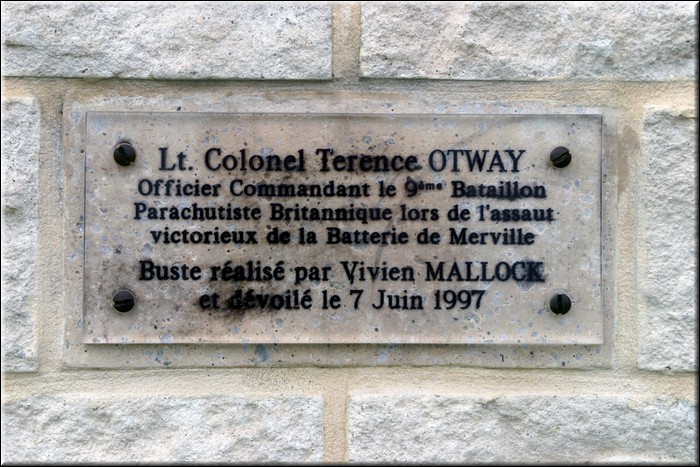 Lt. Colonel Terence OTWAY
Officier Commandant le 9ème Bataillon
Parachutiste Britannique lors de l'assaut
victorieux de la Batterie de Merville
Buste réalisé par Vivien MALLOCK
et dévoilé le 7 Juin 1997